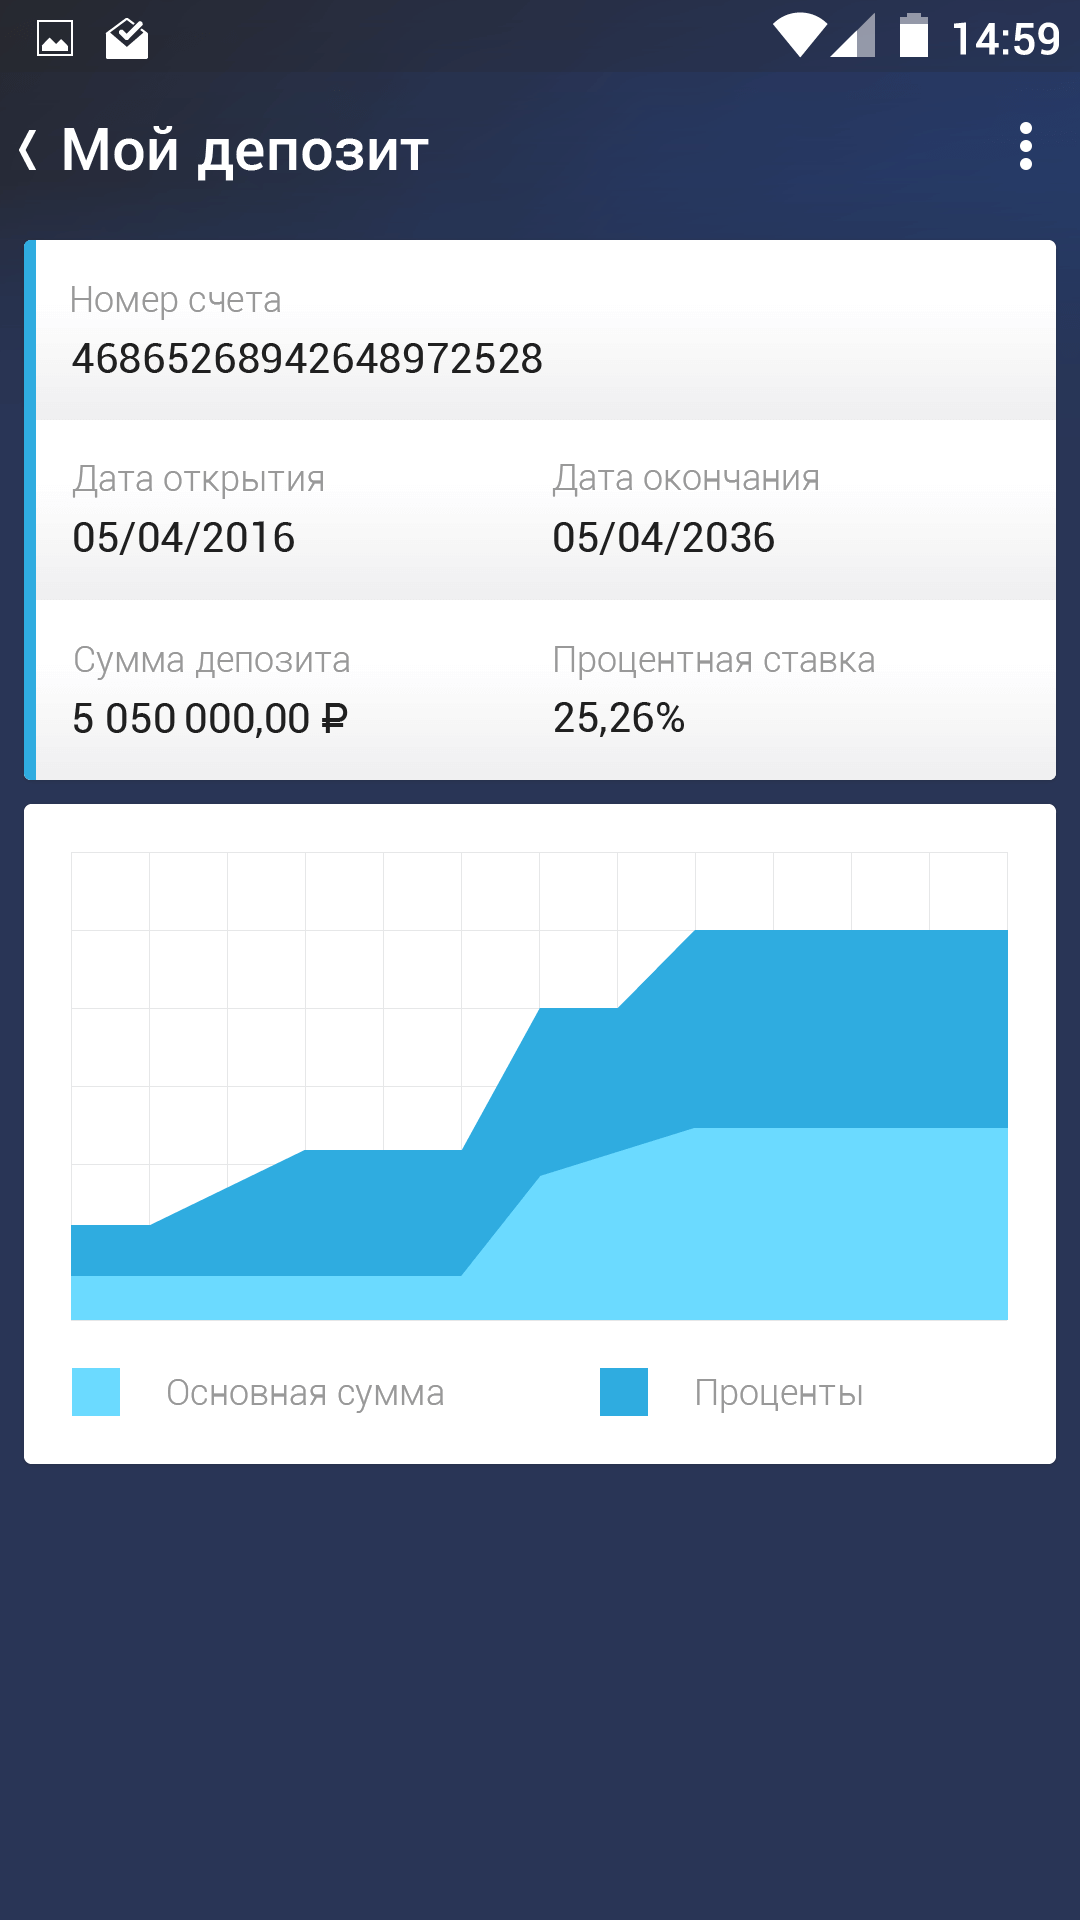 14:59
Мой депозит
Номер счета
46865268942648972528
Дата открытия
Дата окончания
05/04/2016
05/04/2036
Сумма депозита
Процентная ставка
5 050 000,00 ₽
25,26%
Основная сумма
Проценты